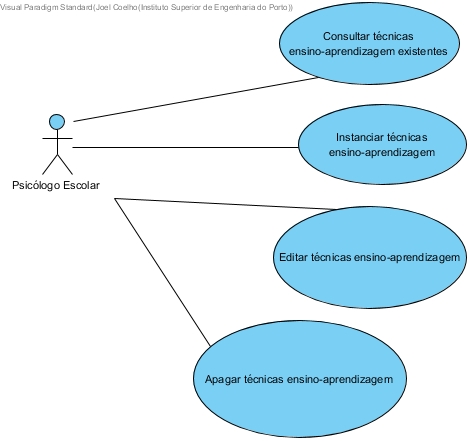 Visual Paradigm Standard(Joel Coelho(Instituto Superior de Engenharia do Porto))
Consultar técnicas
ensino-aprendizagem existentes
Instanciar técnicas
ensino-aprendizagem
Psicólogo Escolar
Editar técnicas ensino-aprendizagem
Apagar técnicas ensino-aprendizagem